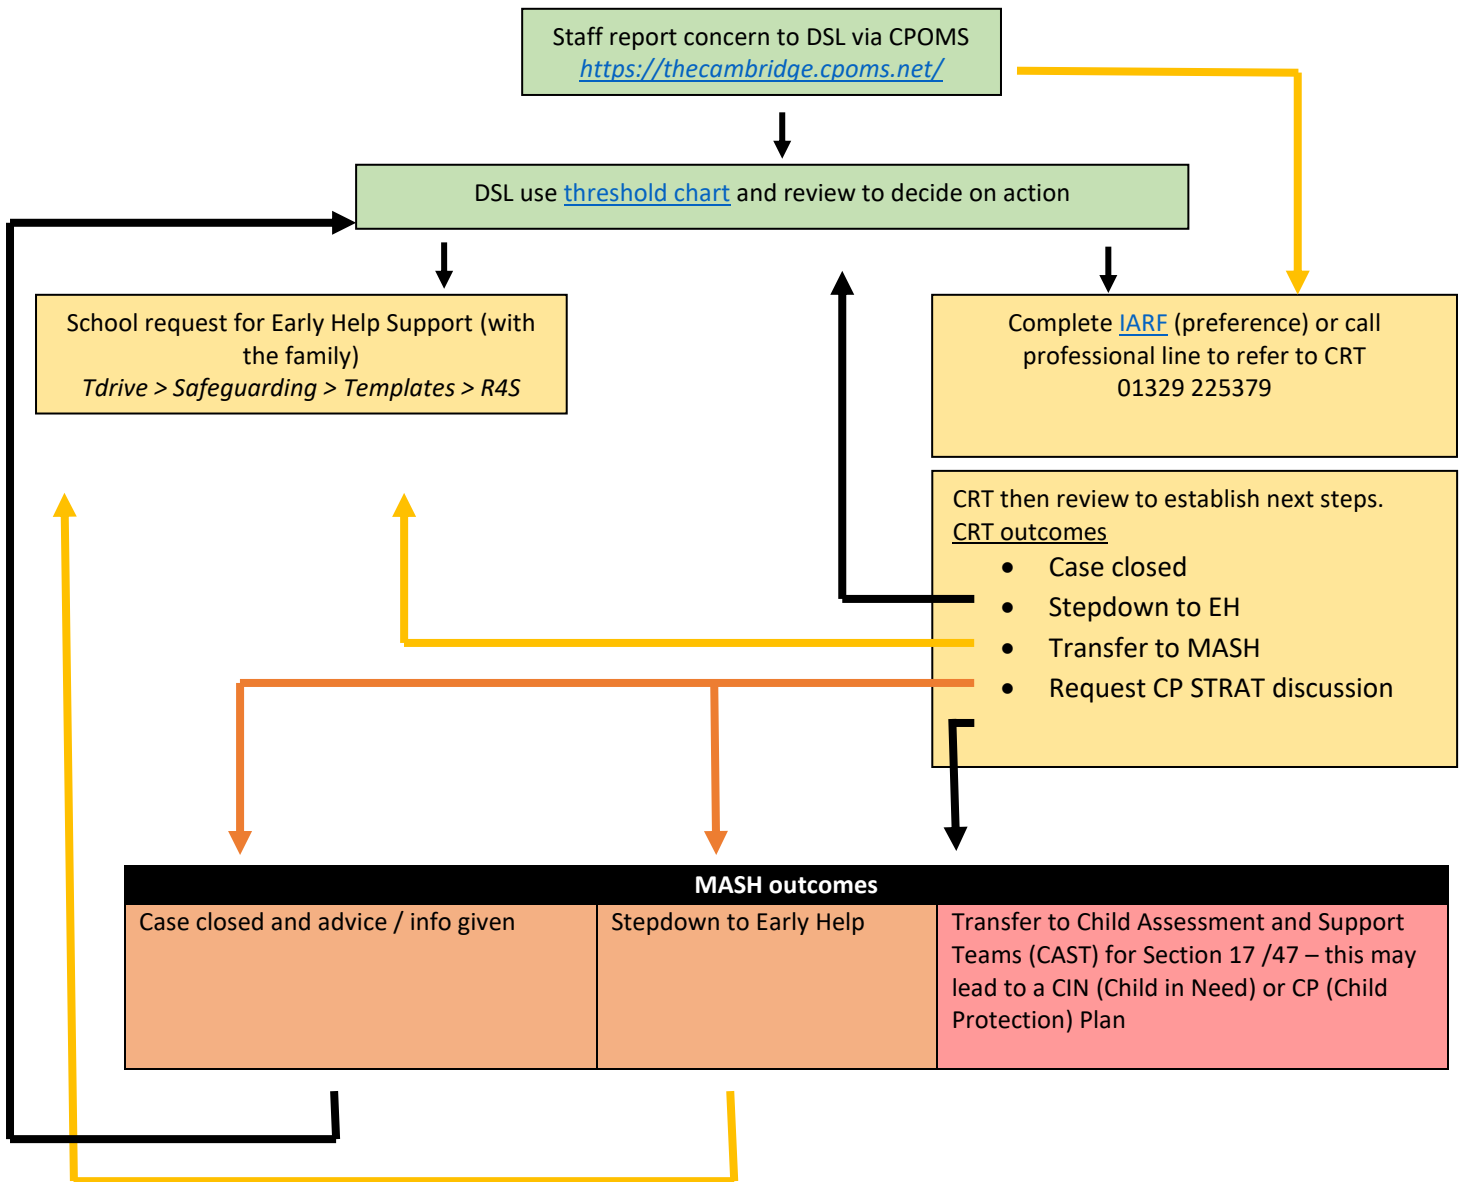 Staff report concern to DSL via CPOMS
https://thecambridge.cpoms.net/
DSL use threshold chart and review to decide on action
School request for Early Help Support (with
the family)
Tdrive > Safeguarding > Templates > R4S
Complete IARF (preference) or call
professional line to refer to CRT
01329 225379
CRT then review to establish next steps.
CRT outcomes
• Case closed
• Stepdown to EH
• Transfer to MASH
• Request CP STRAT discussion
MASH outcomes
Case closed and advice / info given
Stepdown to Early Help
Transfer to Child Assessment and Support
Teams (CAST) for Section 17 /47 – this may
lead to a CIN (Child in Need) or CP (Child
Protection) Plan